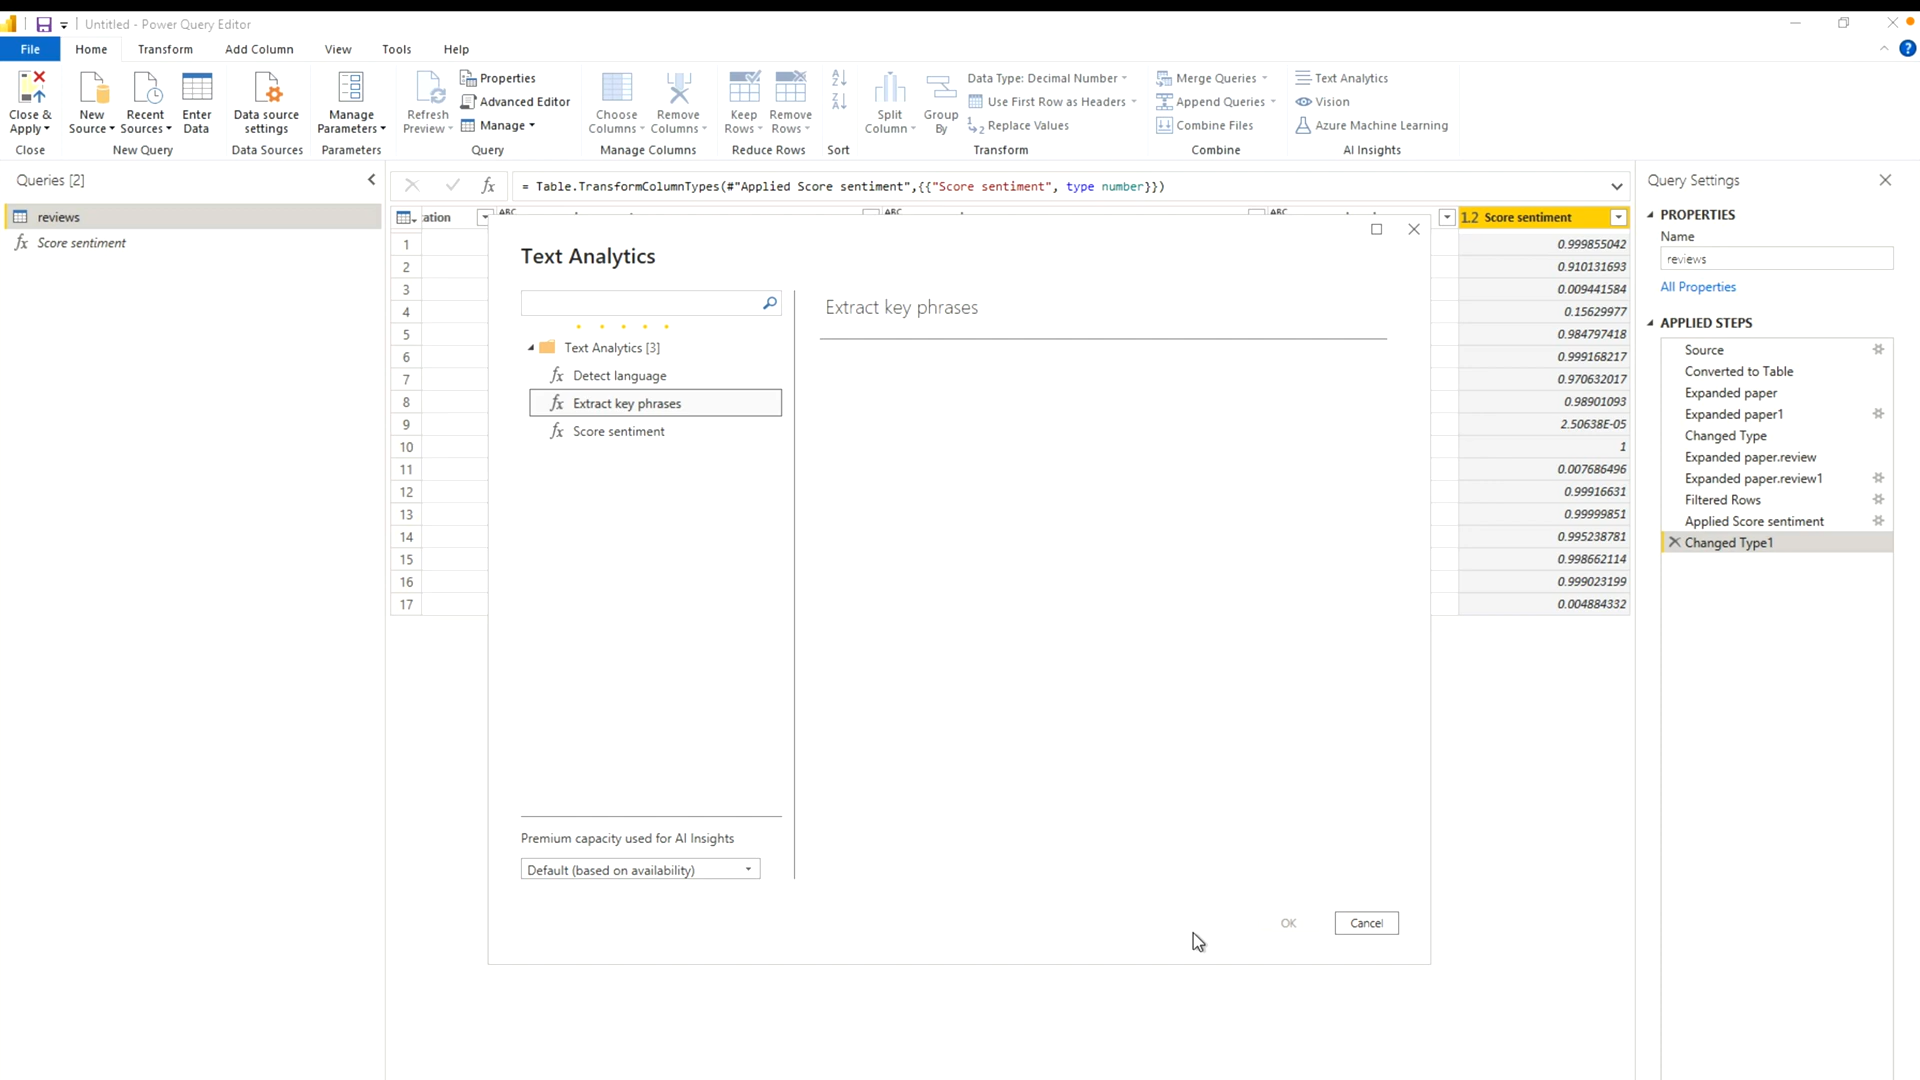 Untitled - Power Query Editor
File Home Transform Add Column View Tools Help
Close & Apply
New Source
Recent Sources
Enter Data
Data source settings
Manage Parameters
Refresh Preview
Properties
Advanced Editor
Manage
Choose Columns
Remove Columns
Keep Rows
Remove Rows
Split Column
Group By
Data Type: Decimal Number
Use First Row as Headers
Replace Values
Merge Queries
Append Queries
Combine Files
Text Analytics
Vision
Azure Machine Learning
Close New Query Data Sources Parameters Query Manage Columns Reduce Rows Sort Transform Combine AI Insights
Queries [2]
reviews
Score sentiment
fx = Table.TransformColumnTypes(#"Applied Score sentiment",{{"Score sentiment", type number}})
ation ABC ABC ABC 1.2 Score sentiment
1 0.999855042
2 0.910131693
3 0.009441584
4 0.15629977
5 0.984797418
6 0.999168217
7 0.970632017
8 0.98901093
9 2.50638E-05
10 1
11 0.007686496
12 0.99916631
13 0.99999851
14 0.995238781
15 0.998662114
16 0.999023199
17 0.004884332
Text Analytics
Text Analytics [3]
fx Detect language
fx Extract key phrases
fx Score sentiment
Extract key phrases
Premium capacity used for AI Insights
Default (based on availability)
OK Cancel
Query Settings
PROPERTIES
Name
reviews
All Properties
APPLIED STEPS
Source
Converted to Table
Expanded paper
Expanded paper1
Changed Type
Expanded paper.review
Expanded paper.review1
Filtered Rows
Applied Score sentiment
Changed Type1